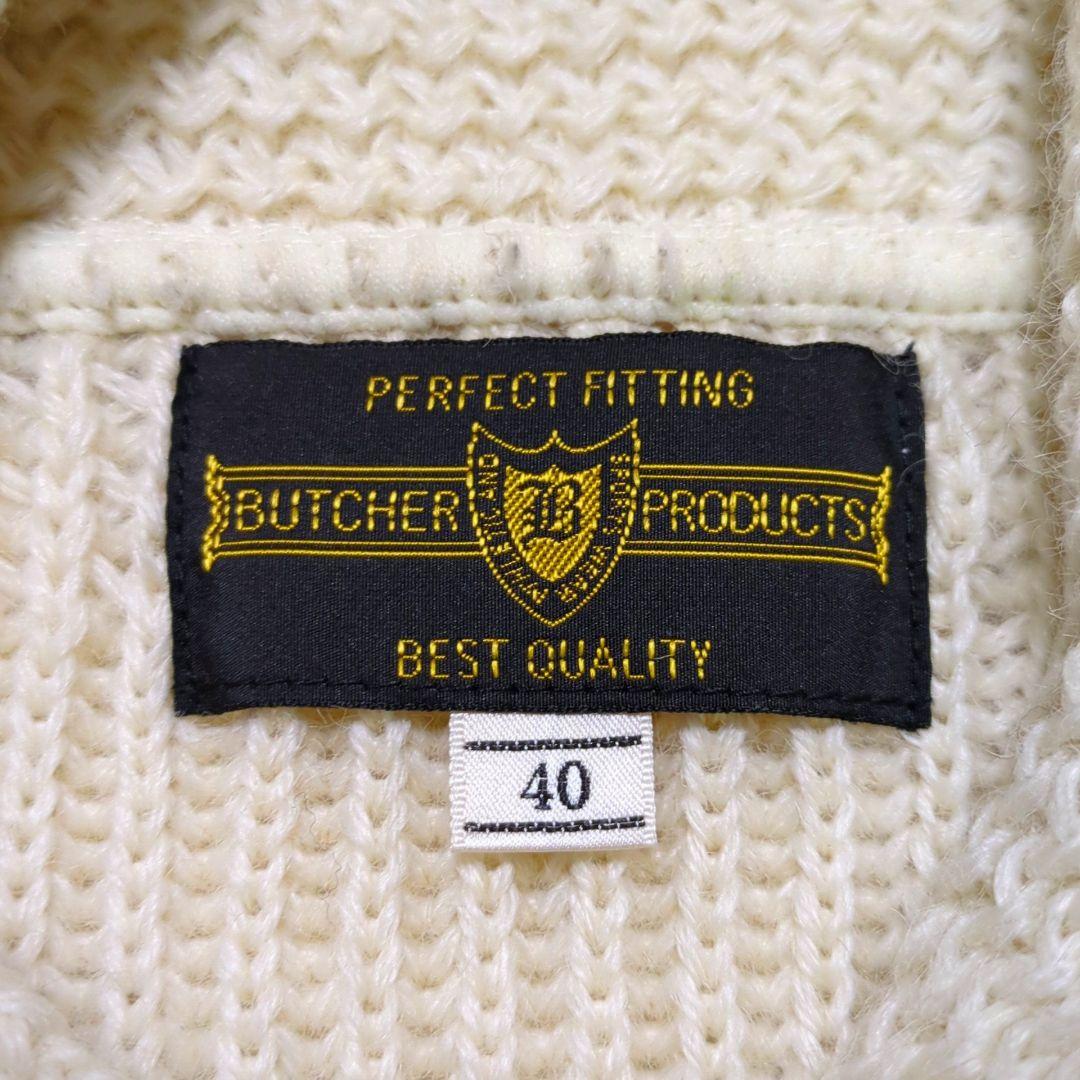 PERFECT FITTING
BUTCHER B PRODUCTS
BEST QUALITY
40